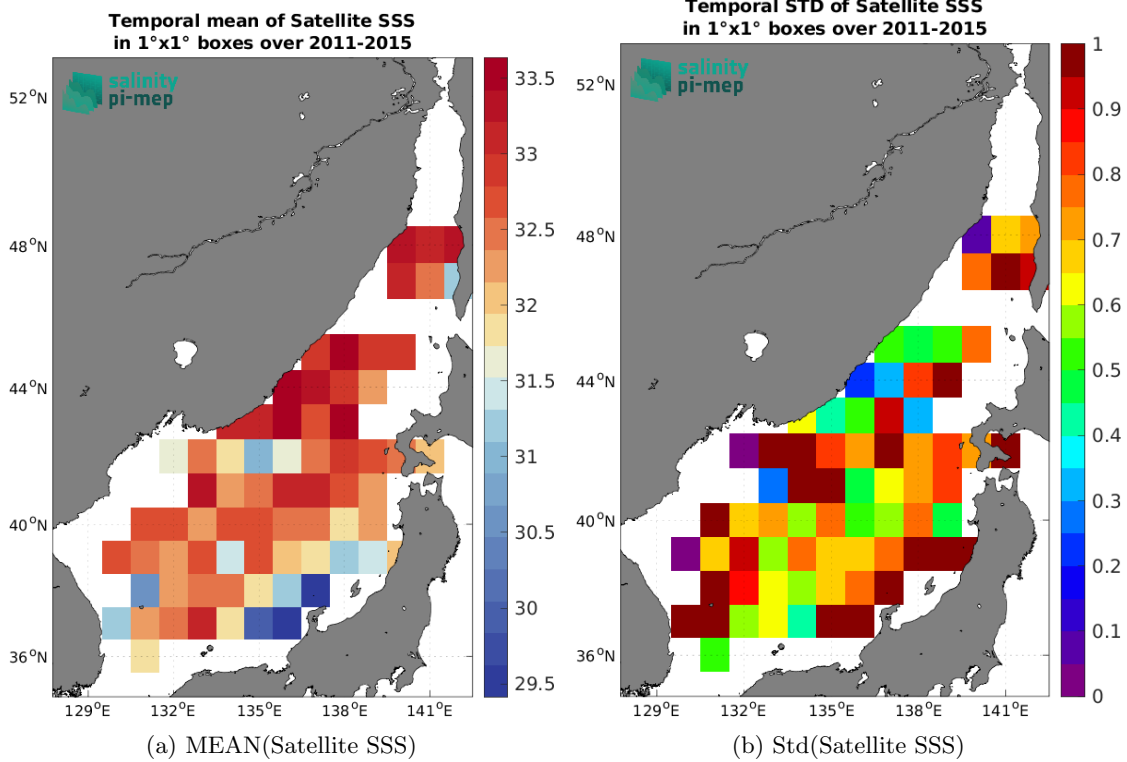 Temporal mean of Satellite SSS
in 1°x1° boxes over 2011-2015
salinity
pi-mep
52°N
48°N
44°N
40°N
36°N
129°E 132°E 135°E 138°E 141°E
33.5
33
32.5
32
31.5
31
30.5
30
29.5
(a) MEAN(Satellite SSS)
Temporal STD of Satellite SSS
in 1°x1° boxes over 2011-2015
salinity
pi-mep
52°N
48°N
44°N
40°N
36°N
129°E 132°E 135°E 138°E 141°E
1
0.9
0.8
0.7
0.6
0.5
0.4
0.3
0.2
0.1
0
(b) Std(Satellite SSS)